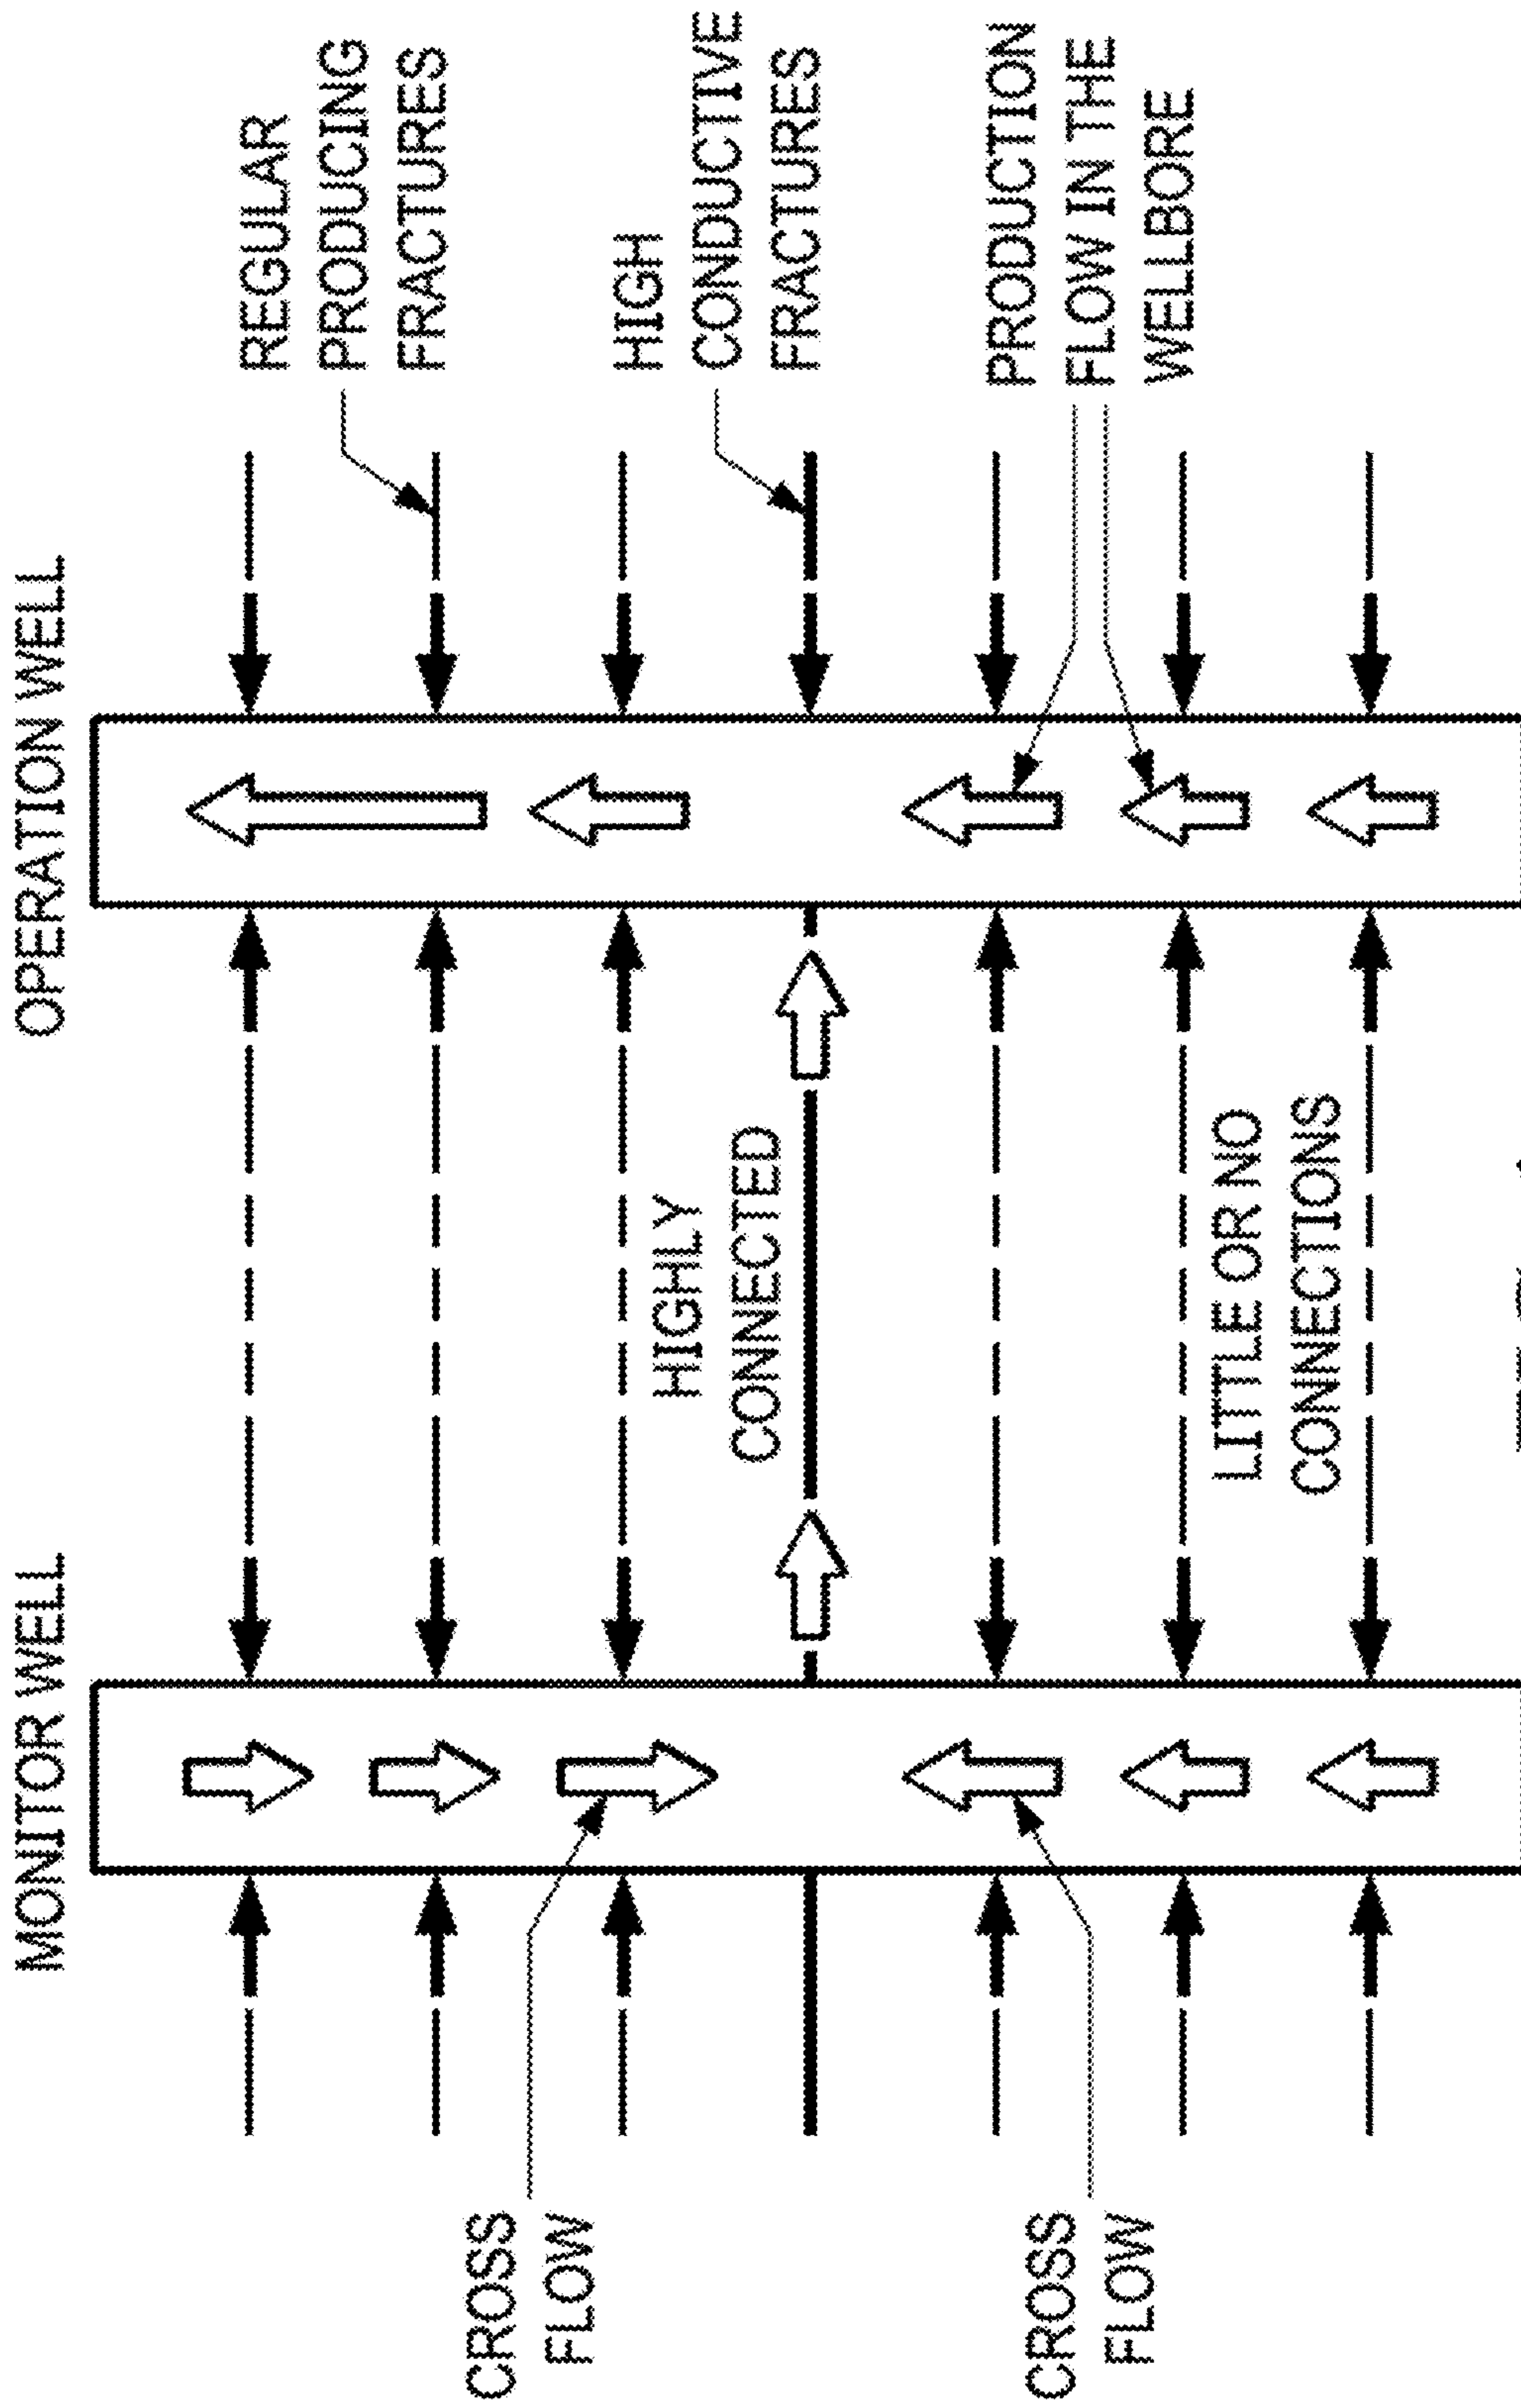 MONITOR WELL
OPERATION WELL
REGULAR
PRODUCING
FRACTURES
CROSS
FLOW
HIGHLY
CONNECTED
HIGH
CONDUCTIVE
FRACTURES
CROSS
FLOW
LITTLE OR NO
CONNECTIONS
PRODUCTION
FLOW IN THE
WELLBORE